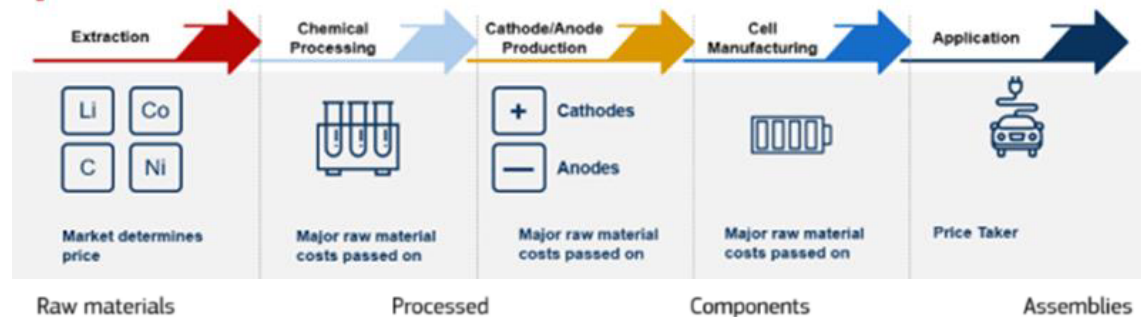 Extraction
Chemical
Processing
Cathode/Anode
Production
Cell
Manufacturing
Application
Li
Co
C
Ni
+
Cathodes
—
Anodes
Market determines
price
Major raw material
costs passed on
Major raw material
costs passed on
Major raw material
costs passed on
Price Taker
Raw materials
Processed
Components
Assemblies